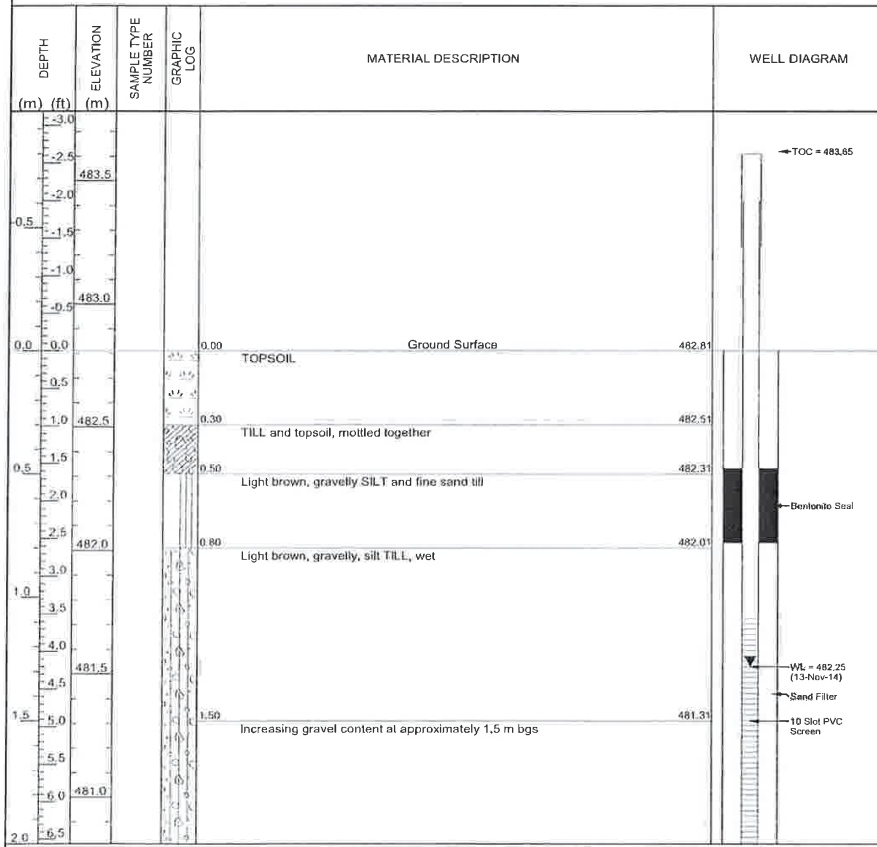 DEPTH
ELEVATION
SAMPLE TYPE
NUMBER
GRAPHIC
LOG
MATERIAL DESCRIPTION
WELL DIAGRAM
(m) (ft) (m)
-3.0
TOC = 483.65
-2.5
483.5
-2.0
-0.5
-1.5
-1.0
483.0
-0.5
0.0 0.0 0.00 Ground Surface 482.81
TOPSOIL
0.5
1.0 482.5 0.30 482.51
TILL and topsoil, mottled together
1.5
0.5 0.50 482.31
Light brown, gravelly SILT and fine sand till
2.0
Bentonite Seal
2.5
482.0 0.80 482.01
Light brown, gravelly, silt TILL, wet
3.0
1.0
3.5
4.0
WL = 482.25
481.5
(13-Nov-14)
4.5
Sand Filter
1.5 5.0 1.50 481.31
10 Slot PVC
Screen
Increasing gravel content at approximately 1.5 m bgs
5.5
481.0
6.0
2.0 6.5